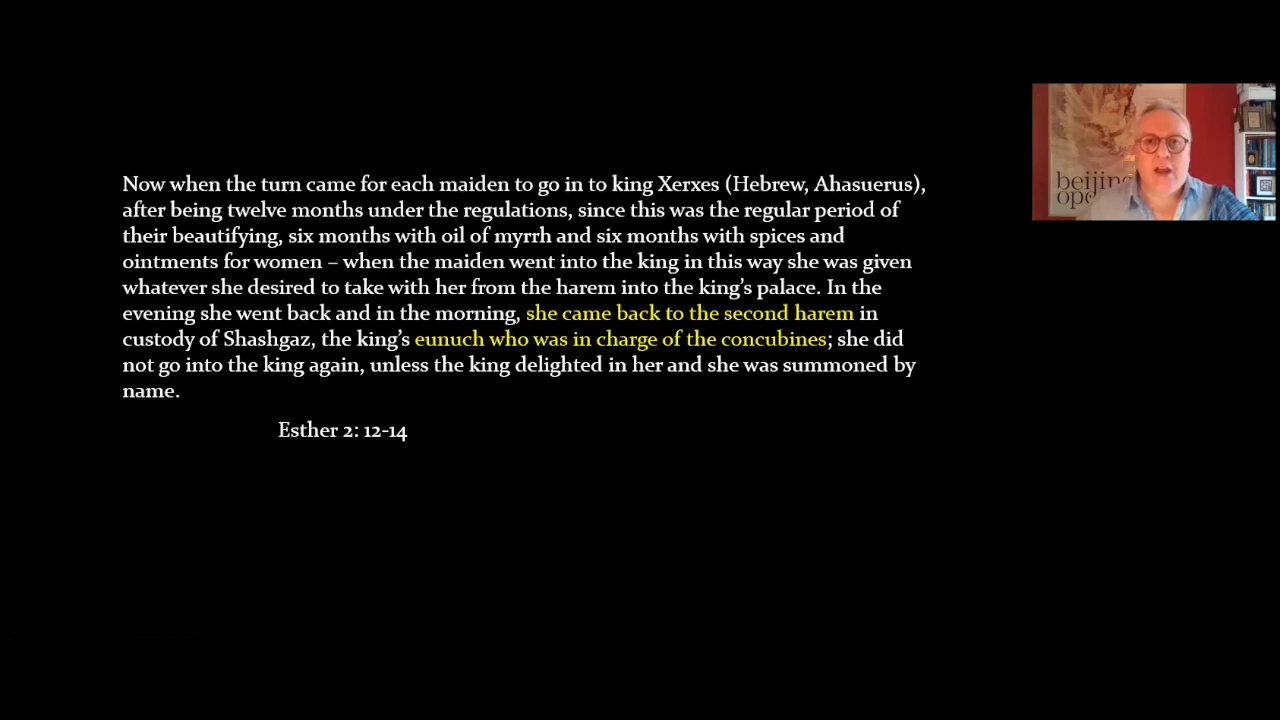 Now when the turn came for each maiden to go in to king Xerxes (Hebrew, Ahasuerus),
after being twelve months under the regulations, since this was the regular period of
their beautifying, six months with oil of myrrh and six months with spices and
ointments for women – when the maiden went into the king in this way she was given
whatever she desired to take with her from the harem into the king's palace. In the
evening she went back and in the morning, she came back to the second harem in
custody of Shashgaz, the king's eunuch who was in charge of the concubines; she did
not go into the king again, unless the king delighted in her and she was summoned by
name.
Esther 2: 12-14
beijing